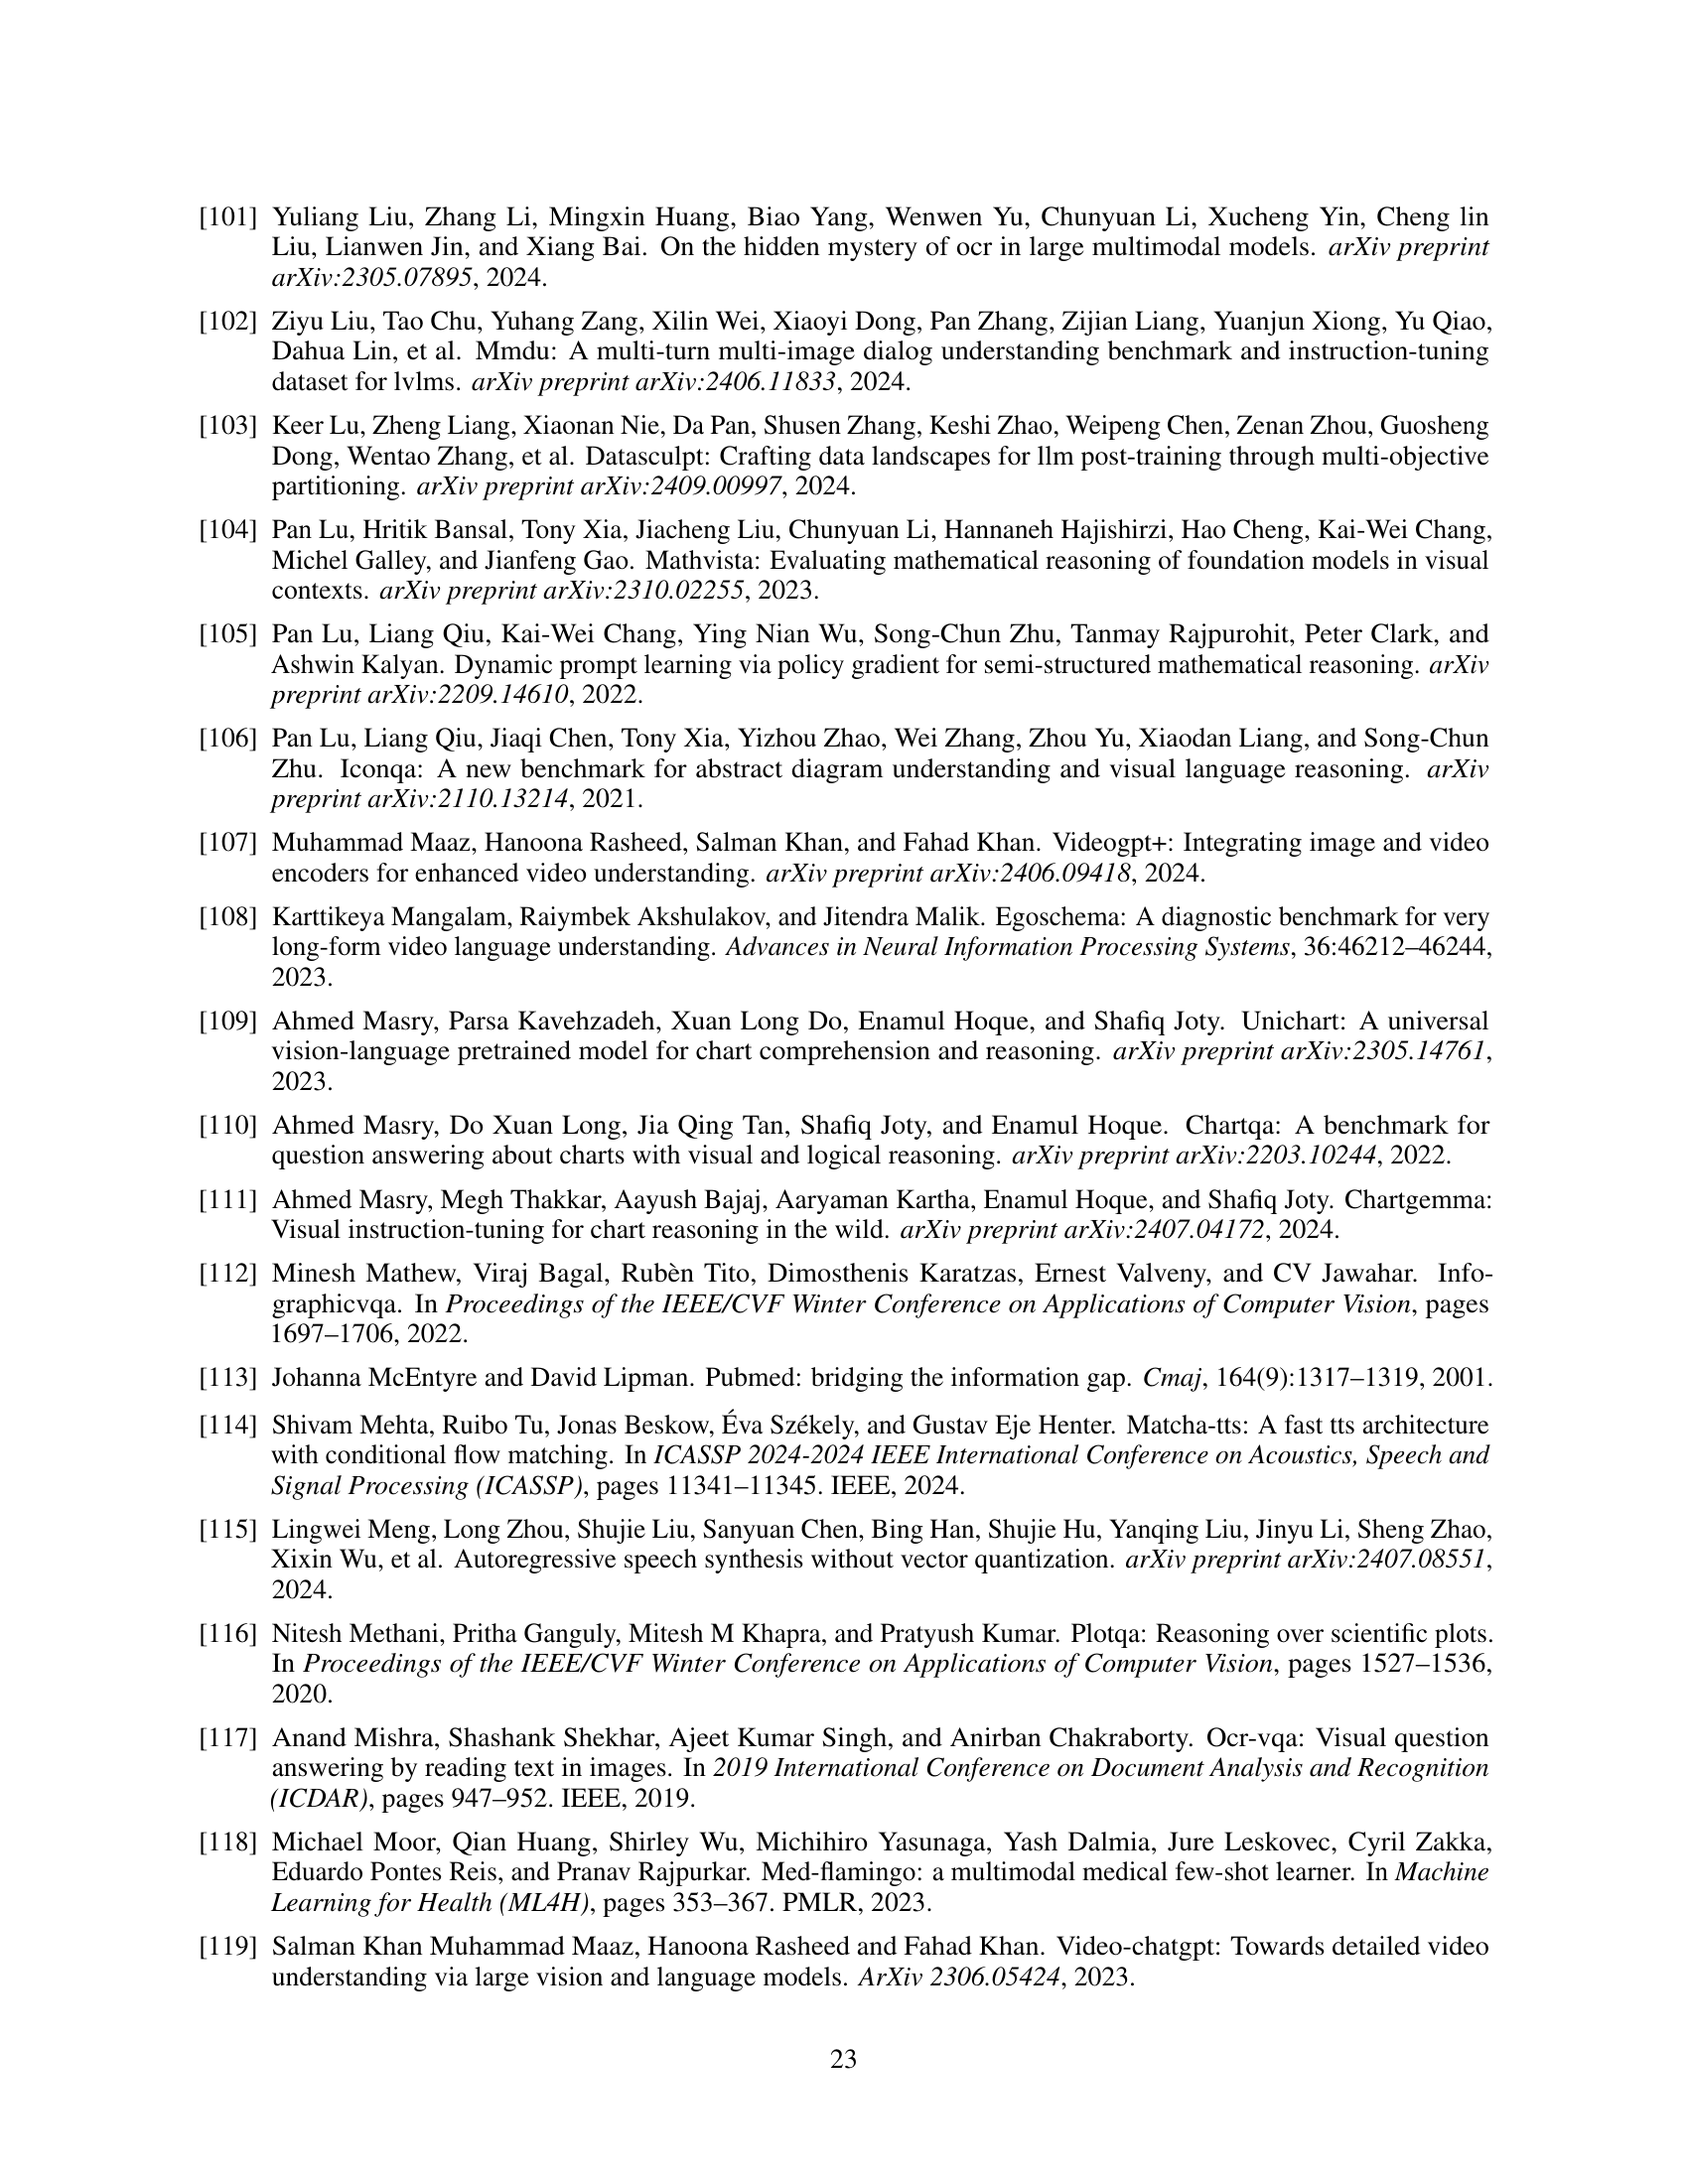 [101] Yuliang Liu, Zhang Li, Mingxin Huang, Biao Yang, Wenwen Yu, Chunyuan Li, Xucheng Yin, Cheng lin
Liu, Lianwen Jin, and Xiang Bai. On the hidden mystery of ocr in large multimodal models. arXiv preprint
arXiv:2305.07895, 2024.
[102] Ziyu Liu, Tao Chu, Yuhang Zang, Xilin Wei, Xiaoyi Dong, Pan Zhang, Zijian Liang, Yuanjun Xiong, Yu Qiao,
Dahua Lin, et al. Mmdu: A multi-turn multi-image dialog understanding benchmark and instruction-tuning
dataset for lvlms. arXiv preprint arXiv:2406.11833, 2024.
[103] Keer Lu, Zheng Liang, Xiaonan Nie, Da Pan, Shusen Zhang, Keshi Zhao, Weipeng Chen, Zenan Zhou, Guosheng
Dong, Wentao Zhang, et al. Datasculpt: Crafting data landscapes for llm post-training through multi-objective
partitioning. arXiv preprint arXiv:2409.00997, 2024.
[104] Pan Lu, Hritik Bansal, Tony Xia, Jiacheng Liu, Chunyuan Li, Hannaneh Hajishirzi, Hao Cheng, Kai-Wei Chang,
Michel Galley, and Jianfeng Gao. Mathvista: Evaluating mathematical reasoning of foundation models in visual
contexts. arXiv preprint arXiv:2310.02255, 2023.
[105] Pan Lu, Liang Qiu, Kai-Wei Chang, Ying Nian Wu, Song-Chun Zhu, Tanmay Rajpurohit, Peter Clark, and
Ashwin Kalyan. Dynamic prompt learning via policy gradient for semi-structured mathematical reasoning. arXiv
preprint arXiv:2209.14610, 2022.
[106] Pan Lu, Liang Qiu, Jiaqi Chen, Tony Xia, Yizhou Zhao, Wei Zhang, Zhou Yu, Xiaodan Liang, and Song-Chun
Zhu. Iconqa: A new benchmark for abstract diagram understanding and visual language reasoning. arXiv
preprint arXiv:2110.13214, 2021.
[107] Muhammad Maaz, Hanoona Rasheed, Salman Khan, and Fahad Khan. Videogpt+: Integrating image and video
encoders for enhanced video understanding. arXiv preprint arXiv:2406.09418, 2024.
[108] Karttikeya Mangalam, Raiymbek Akshulakov, and Jitendra Malik. Egoschema: A diagnostic benchmark for very
long-form video language understanding. Advances in Neural Information Processing Systems, 36:46212–46244,
2023.
[109] Ahmed Masry, Parsa Kavehzadeh, Xuan Long Do, Enamul Hoque, and Shafiq Joty. Unichart: A universal
vision-language pretrained model for chart comprehension and reasoning. arXiv preprint arXiv:2305.14761,
2023.
[110] Ahmed Masry, Do Xuan Long, Jia Qing Tan, Shafiq Joty, and Enamul Hoque. Chartqa: A benchmark for
question answering about charts with visual and logical reasoning. arXiv preprint arXiv:2203.10244, 2022.
[111] Ahmed Masry, Megh Thakkar, Aayush Bajaj, Aaryaman Kartha, Enamul Hoque, and Shafiq Joty. Chartgemma:
Visual instruction-tuning for chart reasoning in the wild. arXiv preprint arXiv:2407.04172, 2024.
[112] Minesh Mathew, Viraj Bagal, Rubèn Tito, Dimosthenis Karatzas, Ernest Valveny, and CV Jawahar. Info-
graphicvqa. In Proceedings of the IEEE/CVF Winter Conference on Applications of Computer Vision, pages
1697–1706, 2022.
[113] Johanna McEntyre and David Lipman. Pubmed: bridging the information gap. Cmaj, 164(9):1317–1319, 2001.
[114] Shivam Mehta, Ruibo Tu, Jonas Beskow, Éva Székely, and Gustav Eje Henter. Matcha-tts: A fast tts architecture
with conditional flow matching. In ICASSP 2024-2024 IEEE International Conference on Acoustics, Speech and
Signal Processing (ICASSP), pages 11341–11345. IEEE, 2024.
[115] Lingwei Meng, Long Zhou, Shujie Liu, Sanyuan Chen, Bing Han, Shujie Hu, Yanqing Liu, Jinyu Li, Sheng Zhao,
Xixin Wu, et al. Autoregressive speech synthesis without vector quantization. arXiv preprint arXiv:2407.08551,
2024.
[116] Nitesh Methani, Pritha Ganguly, Mitesh M Khapra, and Pratyush Kumar. Plotqa: Reasoning over scientific plots.
In Proceedings of the IEEE/CVF Winter Conference on Applications of Computer Vision, pages 1527–1536,
2020.
[117] Anand Mishra, Shashank Shekhar, Ajeet Kumar Singh, and Anirban Chakraborty. Ocr-vqa: Visual question
answering by reading text in images. In 2019 International Conference on Document Analysis and Recognition
(ICDAR), pages 947–952. IEEE, 2019.
[118] Michael Moor, Qian Huang, Shirley Wu, Michihiro Yasunaga, Yash Dalmia, Jure Leskovec, Cyril Zakka,
Eduardo Pontes Reis, and Pranav Rajpurkar. Med-flamingo: a multimodal medical few-shot learner. In Machine
Learning for Health (ML4H), pages 353–367. PMLR, 2023.
[119] Salman Khan Muhammad Maaz, Hanoona Rasheed and Fahad Khan. Video-chatgpt: Towards detailed video
understanding via large vision and language models. ArXiv 2306.05424, 2023.
23